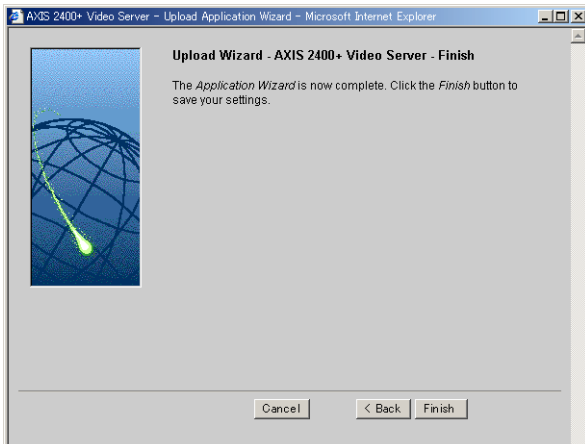 AXIS 2400+ Video Server - Upload Application Wizard - Microsoft Internet Explorer
Upload Wizard - AXIS 2400+ Video Server - Finish
The Application Wizard is now complete. Click the Finish button to
save your settings.
Cancel
< Back
Finish